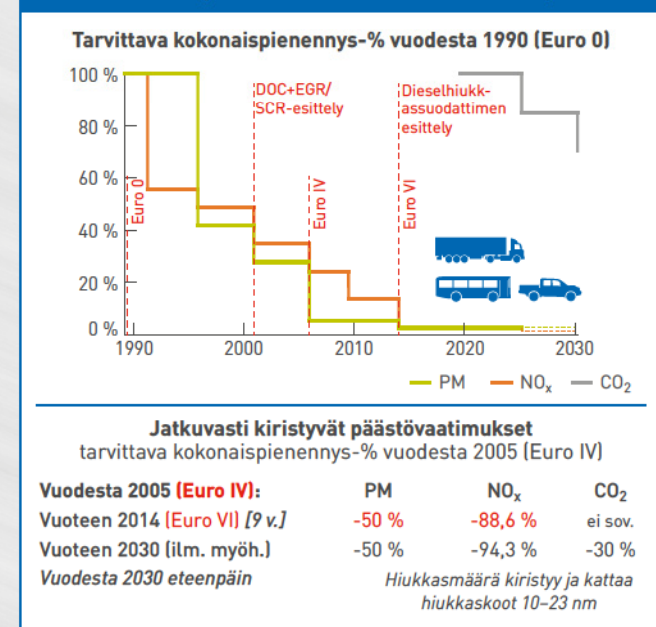 Tarvittava kokonaispienennys-% vuodesta 1990 (Euro 0)
100 %
80 %
60 %
40 %
20 %
0 %
Euro 0
DOC+EGR/
SCR-esittely
Euro IV
Dieselhiukk-
assuodattimen
esittely
Euro VI
1990 2000 2010 2020 2030
PM NOx CO2
Jatkuvasti kiristyvät päästövaatimukset
tarvittava kokonaispienennys-% vuodesta 2005 (Euro IV)
Vuodesta 2005 (Euro IV): PM NOx CO2
Vuoteen 2014 (Euro VI) [9 v.] -50 % -88,6 % ei sov.
Vuoteen 2030 (ilm. myöh.) -50 % -94,3 % -30 %
Vuodesta 2030 eteenpäin Hiukkasmäärä kiristyy ja kattaa
hiukkaskoot 10–23 nm